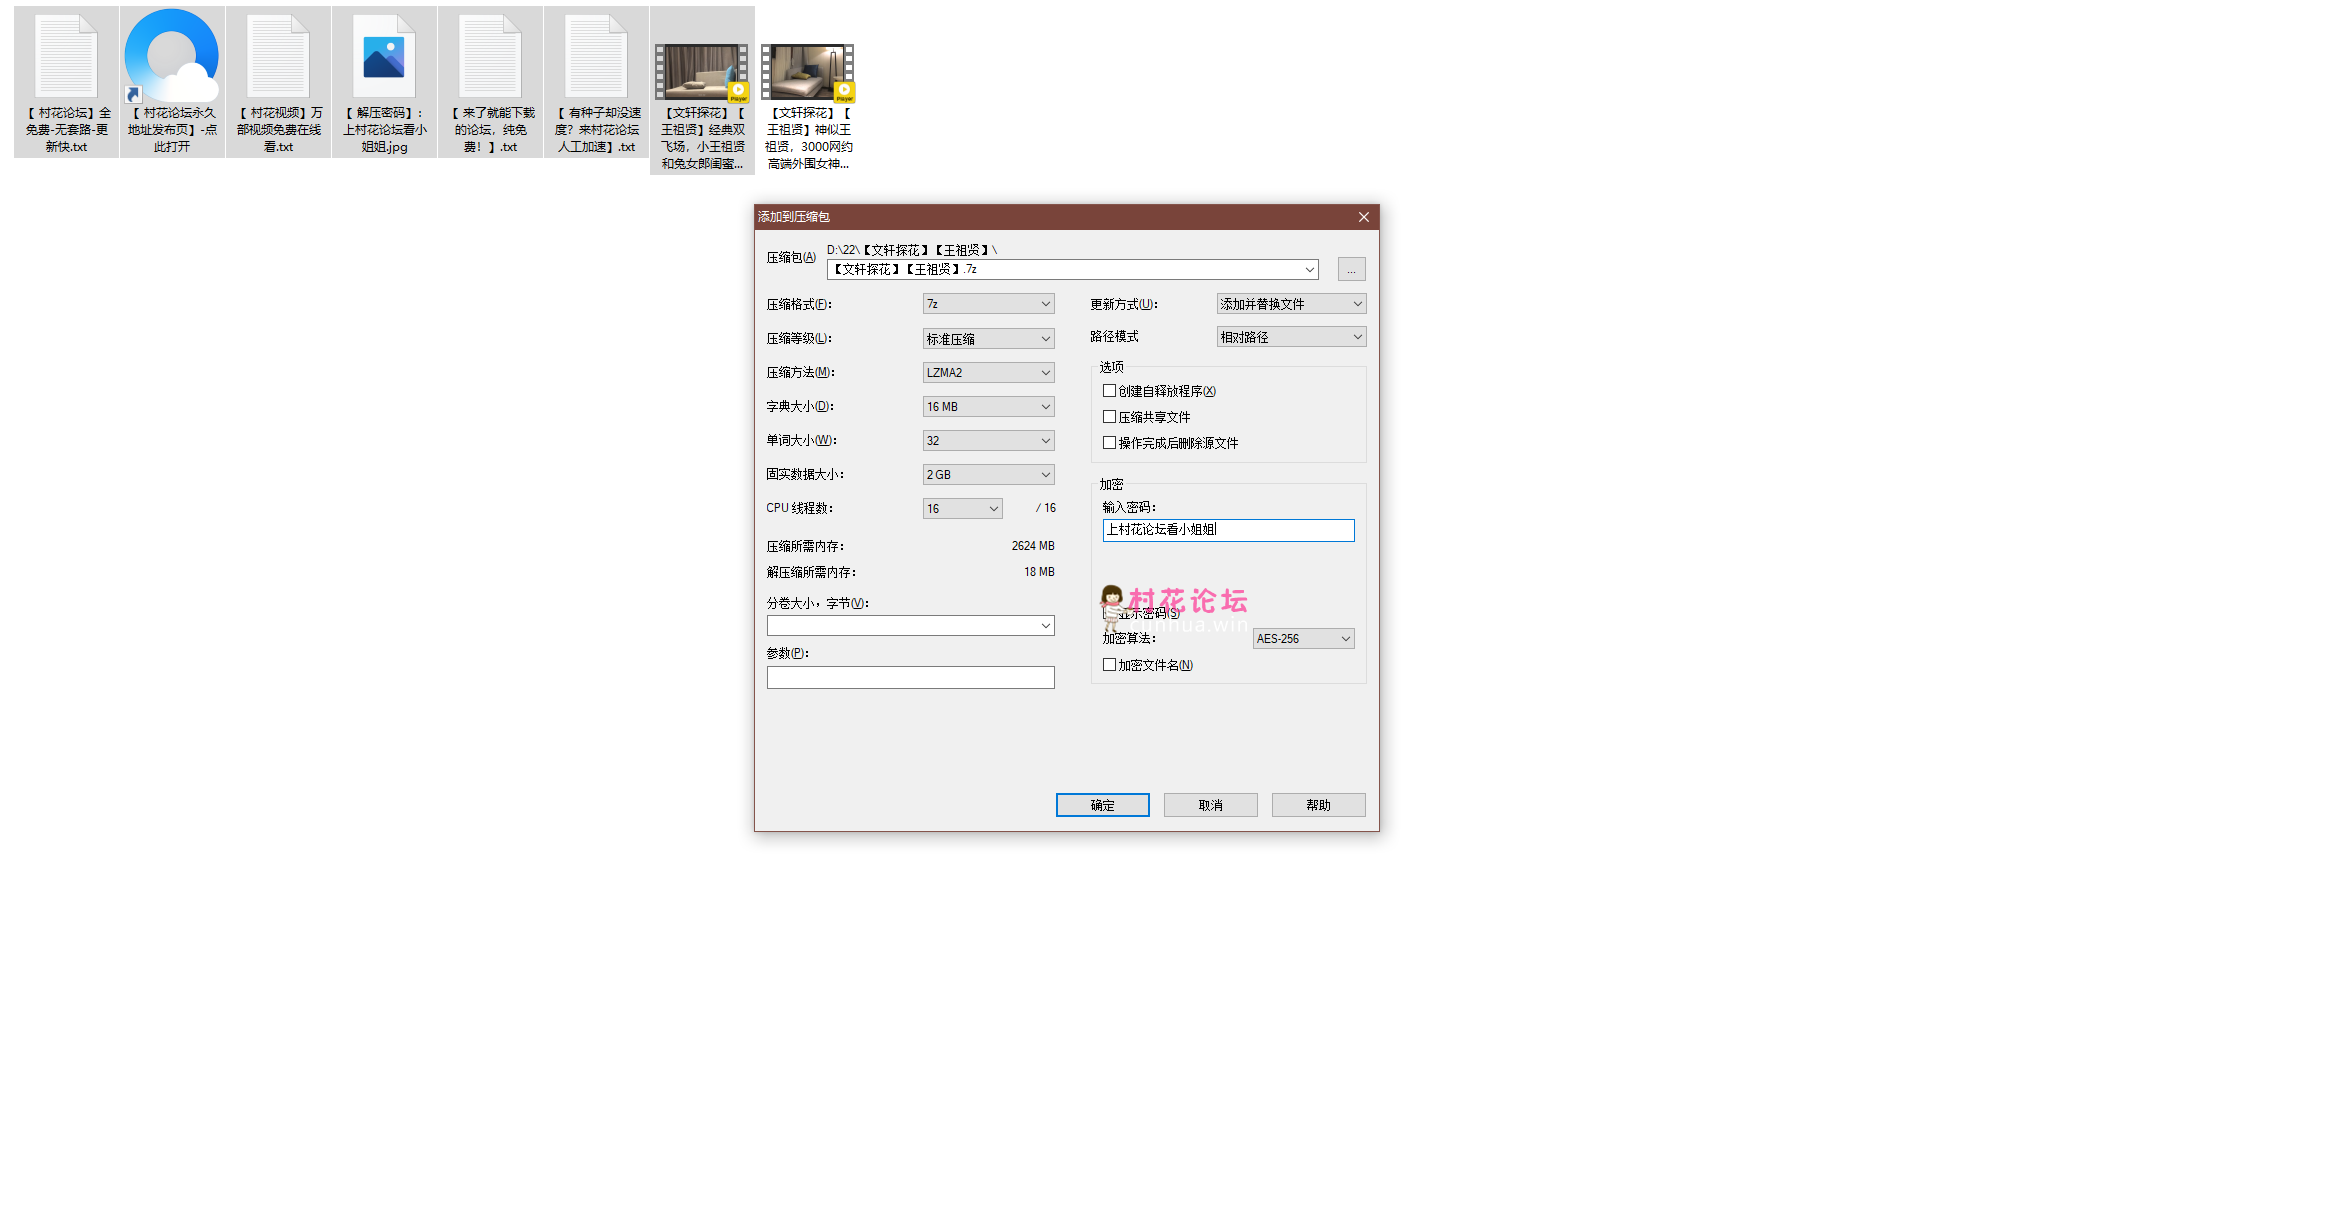 【 村花论坛】全
免费-无套路-更
新快.txt
【 村花论坛永久
地址发布页】-点
此打开
【 村花视频】万
部视频免费在线
看.txt
【 解压密码】：
上村花论坛看小
姐姐.jpg
【 来了就能下载
的论坛，纯免
费！】.txt
【 有种子却没速
度？来村花论坛
人工加速】.txt
【文轩探花】【
王祖贤】经典双
飞场，小王祖贤
和兔女郎闺蜜...
【文轩探花】【
王祖贤】神似王
祖贤，3000网约
高端外围女神...
Player
Player
添加到压缩包
压缩包(A)
D:\22\【文轩探花】【王祖贤】\
【文轩探花】【王祖贤】.7z
...
压缩格式(F)：
7z
更新方式(U)：
添加并替换文件
压缩等级(L)：
标准压缩
路径模式
相对路径
压缩方法(M)：
LZMA2
选项
创建自释放程序(X)
字典大小(D)：
16 MB
压缩共享文件
单词大小(W)：
32
操作完成后删除源文件
固实数据大小：
2 GB
加密
CPU 线程数：
16
/ 16
输入密码：
上村花论坛看小姐姐
压缩所需内存：
2624 MB
解压缩所需内存：
18 MB
分卷大小，字节(V)：
村花论坛
显示密码(S)
cunhua.win
加密算法：
AES-256
参数(P)：
加密文件名(N)
确定
取消
帮助